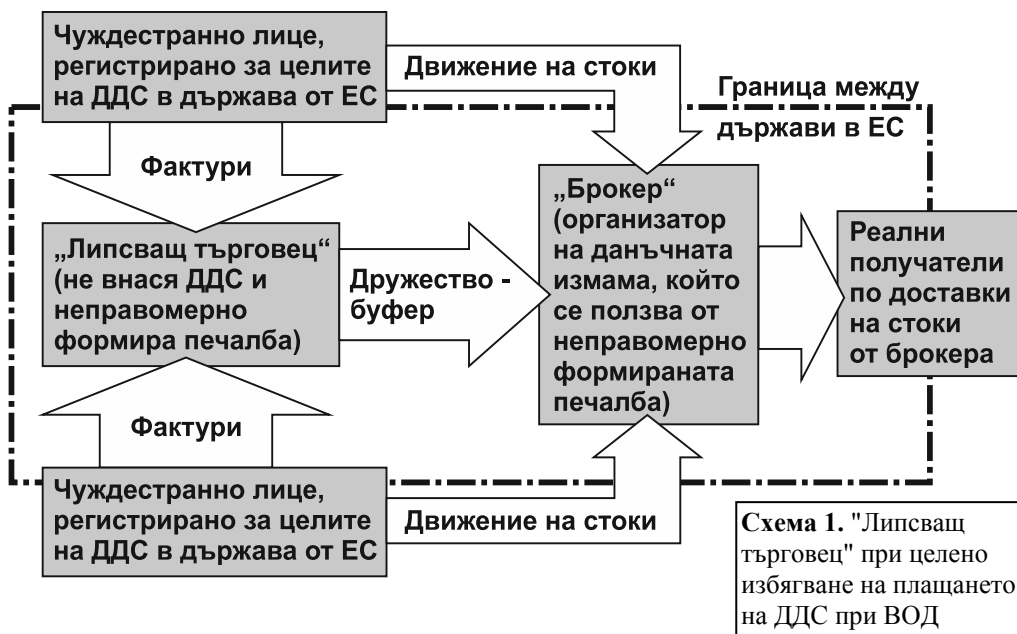 Чуждестранно лице,
регистрирано за целите
на ДДС в държава от ЕС
Движение на стоки
Граница между
държави в ЕС
Фактури
„Липсващ търговец“
(не внася ДДС и
неправомерно
формира печалба)
Дружество -
буфер
„Брокер“
(организатор
на данъчната
измама, който
се ползва от
неправомерно
формираната
печалба)
Реални
получатели
по доставки
на стоки
от брокера
Фактури
Чуждестранно лице,
регистрирано за целите
на ДДС в държава от ЕС
Движение на стоки
Схема 1. "Липсващ
търговец" при целено
избягване на плащането
на ДДС при ВОД